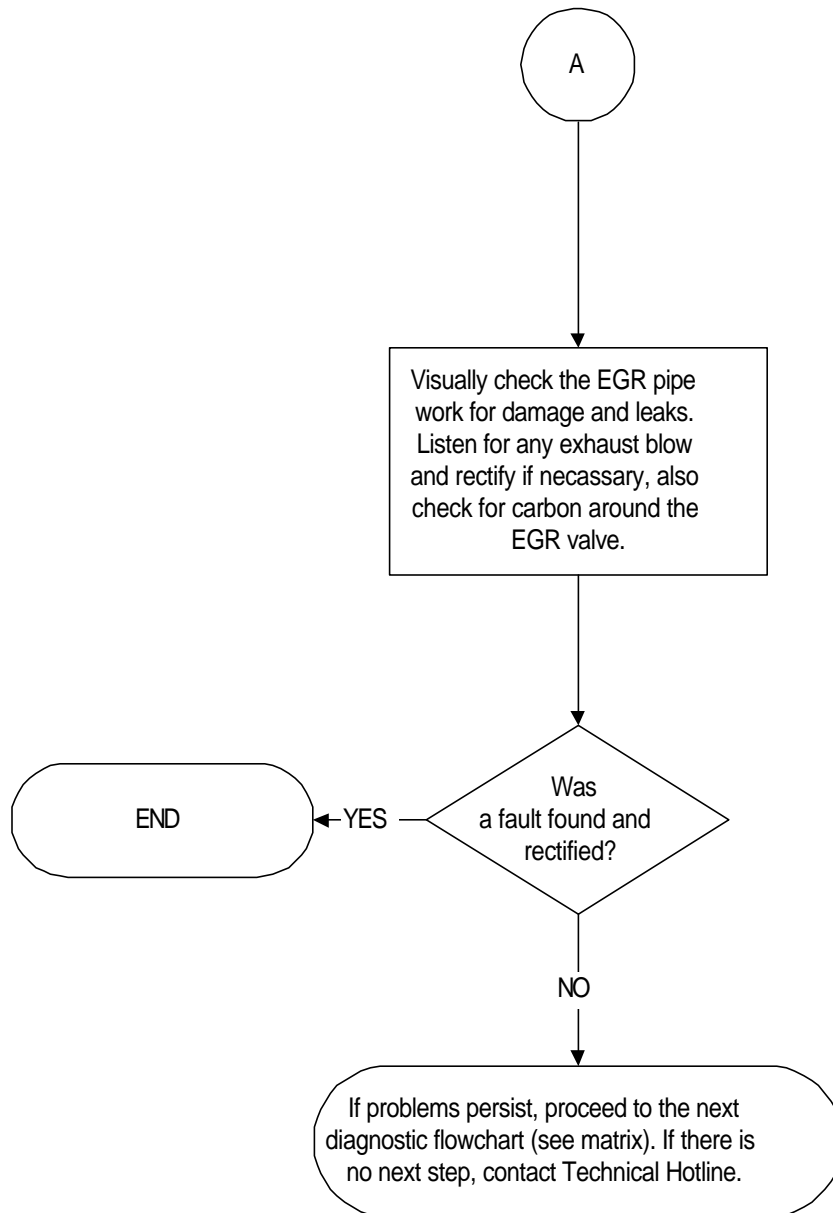 A
Visually check the EGR pipe
work for damage and leaks.
Listen for any exhaust blow
and rectify if necassary, also
check for carbon around the
EGR valve.
Was
a fault found and
rectified?
YES
END
NO
If problems persist, proceed to the next
diagnostic flowchart (see matrix). If there is
no next step, contact Technical Hotline.